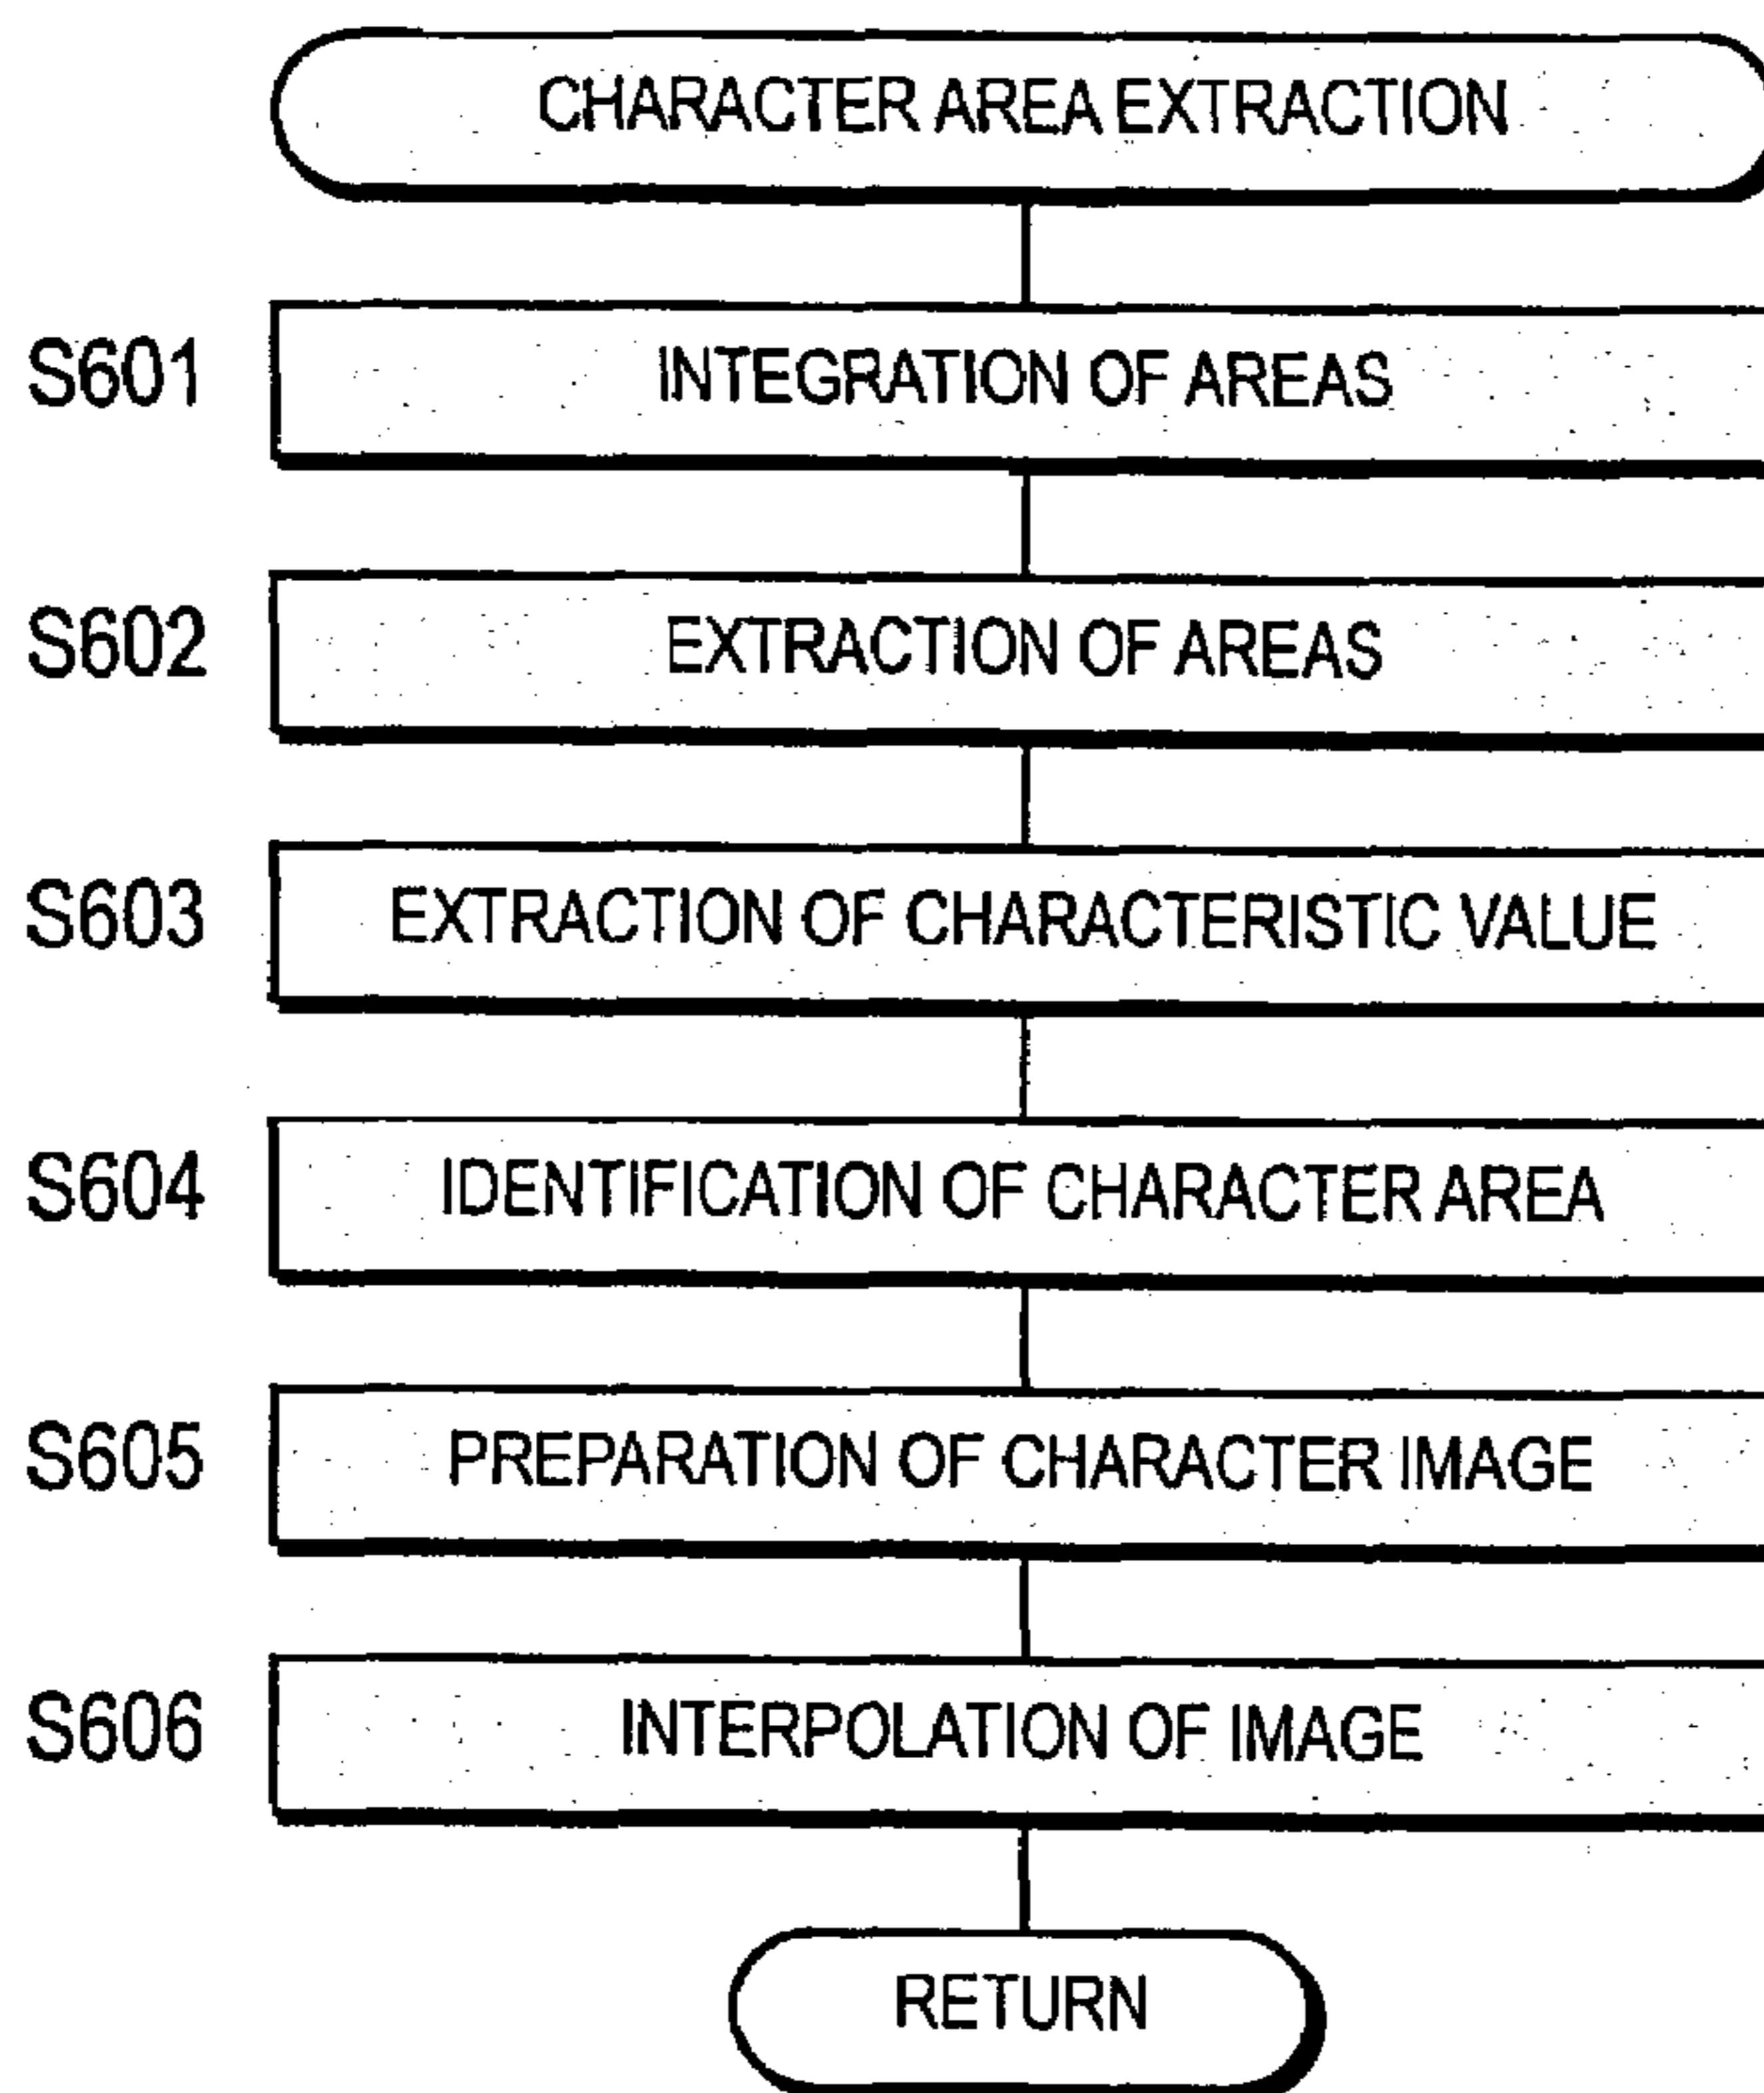 CHARACTER AREA EXTRACTION
S601 INTEGRATION OF AREAS
S602 EXTRACTION OF AREAS
S603 EXTRACTION OF CHARACTERISTIC VALUE
S604 IDENTIFICATION OF CHARACTER AREA
S605 PREPARATION OF CHARACTER IMAGE
S606 INTERPOLATION OF IMAGE
RETURN